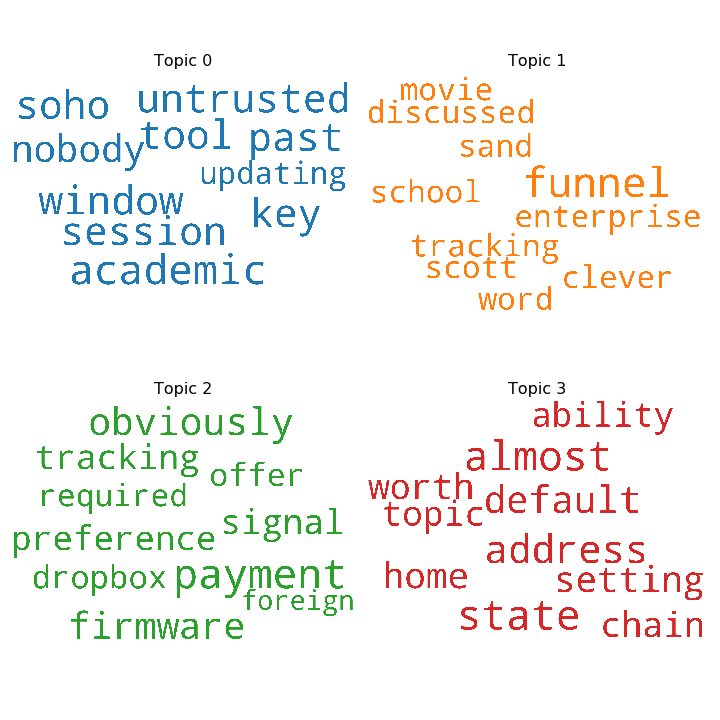 Topic 0
soho untrusted
nobody tool past
updating
window key
session
academic
Topic 1
movie
discussed
sand
school funnel
enterprise
tracking
scott clever
word
Topic 2
obviously
tracking offer
required
preference signal
dropbox payment
foreign
firmware
Topic 3
ability
almost
worth default
topic
address
home setting
state chain